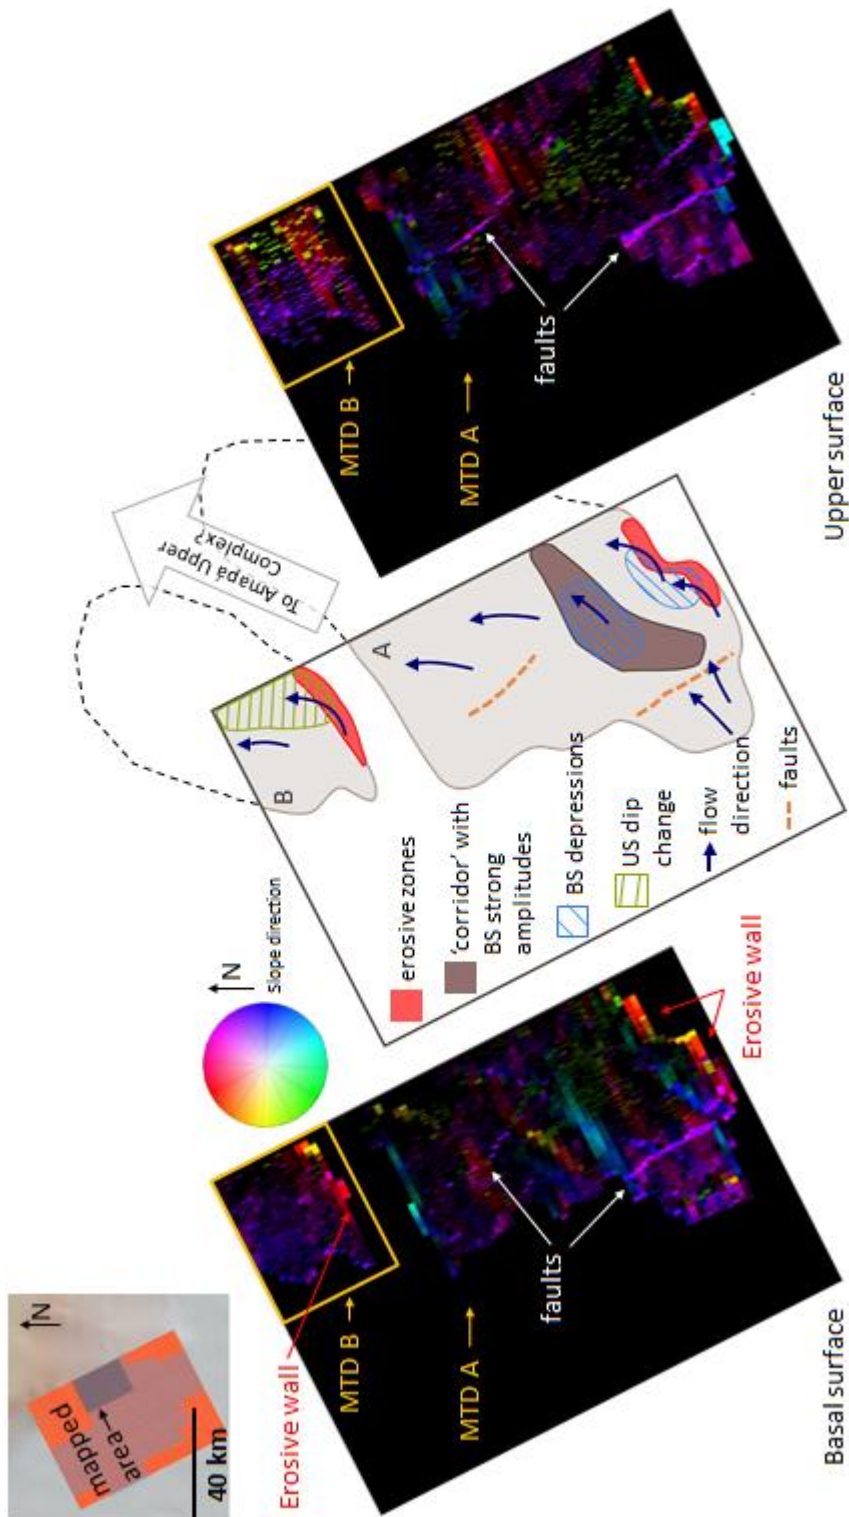 mapped
area
N
40 km
N
Slope direction
Erosive wall
MTD B
MTD A
faults
Erosive wall
Basal surface
erosive zones
'corridor' with
BS strong
amplitudes
BS depressions
US dip
change
flow
direction
faults
B
A
To Amapá Upper
Complex?
MTD B
MTD A
faults
Upper surface